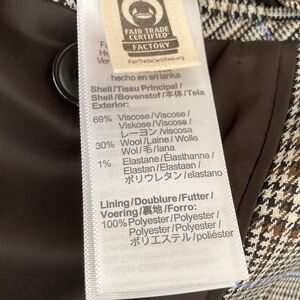 FAIR TRADE
CERTIFIED
FACTORY
FairTradeCertified.org
hecho en sri lanka
Shell/Tissu Principal/
Shell/Bovenstof/本体/Tela
Exterior:
69% Viscose/Viscose/
Viskose/Viscose/
レーヨン/viscosa
30% Wool/Laine/Wolle
Wol/毛/lana
1% Elastane/Élasthanne/
Elastan/Elastaan/
ポリウレタン/elastano
Lining/Doublure/Futter/
Voering/裏地/Forro:
100% Polyester/Polyester/
Polyester/Polyester/
ポリエステル/poliéster